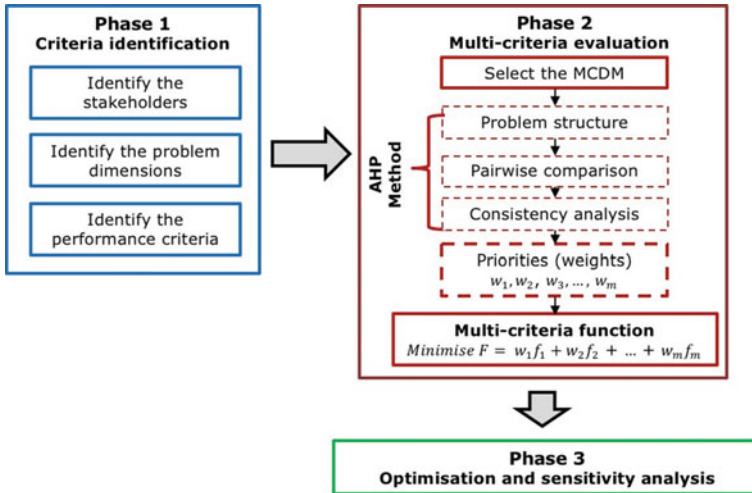 Phase 1
Criteria identification
Identify the
stakeholders
Identify the problem
dimensions
Identify the
performance criteria
Phase 2
Multi-criteria evaluation
Select the MCDM
AHP
Method
Problem structure
Pairwise comparison
Consistency analysis
Priorities (weights)
w₁, w₂, w₃, ..., wₘ
Multi-criteria function
Minimise F = w₁f₁ + w₂f₂ + ... + wₘfₘ
Phase 3
Optimisation and sensitivity analysis